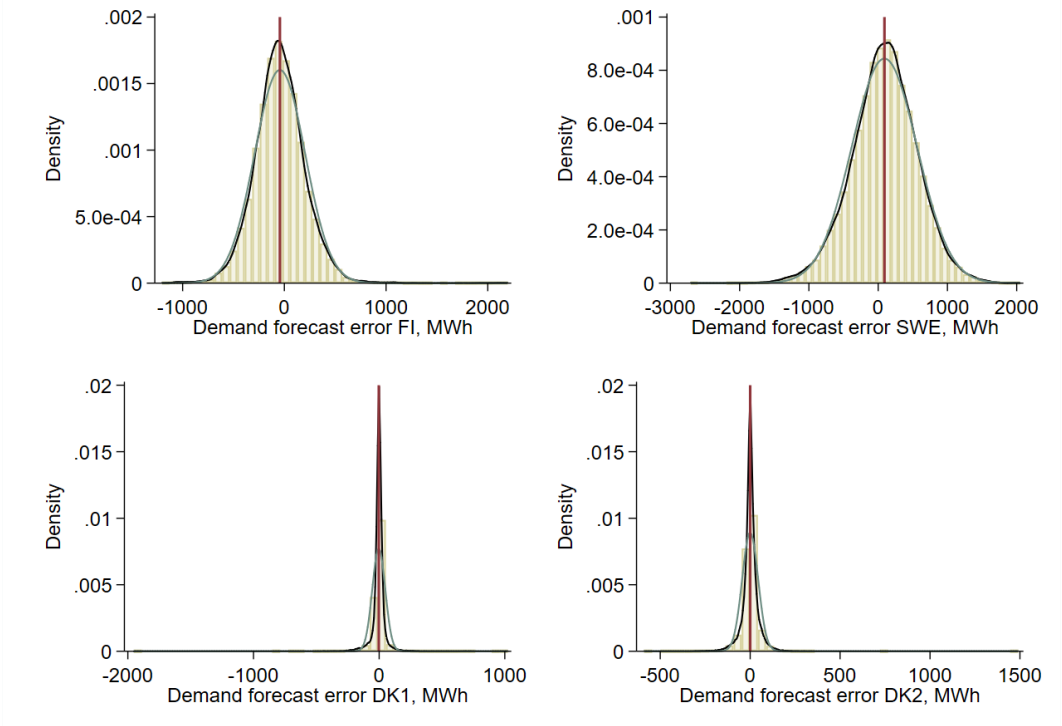 .002
.0015
.001
5.0e-04
0
Density
-1000 0 1000 2000
Demand forecast error FI, MWh
.001
8.0e-04
6.0e-04
4.0e-04
2.0e-04
0
Density
-3000 -2000 -1000 0 1000 2000
Demand forecast error SWE, MWh
.02
.015
.01
.005
0
Density
-2000 -1000 0 1000
Demand forecast error DK1, MWh
.02
.015
.01
.005
0
Density
-500 0 500 1000 1500
Demand forecast error DK2, MWh